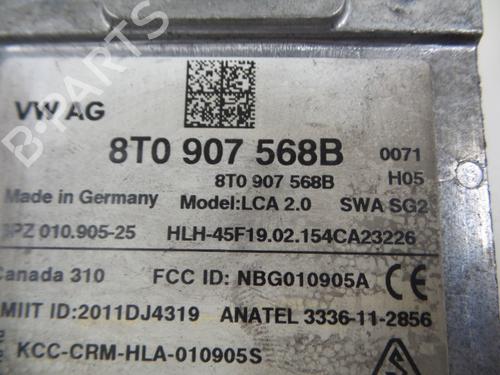 VW AG
8T0 907 568B 0071
8T0 907 568B H05
Made in Germany Model:LCA 2.0 SWA SG2
010.905-25 HLH-45F19.02.154CA23226
Canada 310 FCC ID: NBG010905A CE
MIIT ID:2011DJ4319 ANATEL 3336-11-2856
KCC-CRM-HLA-010905S
B-PARTS